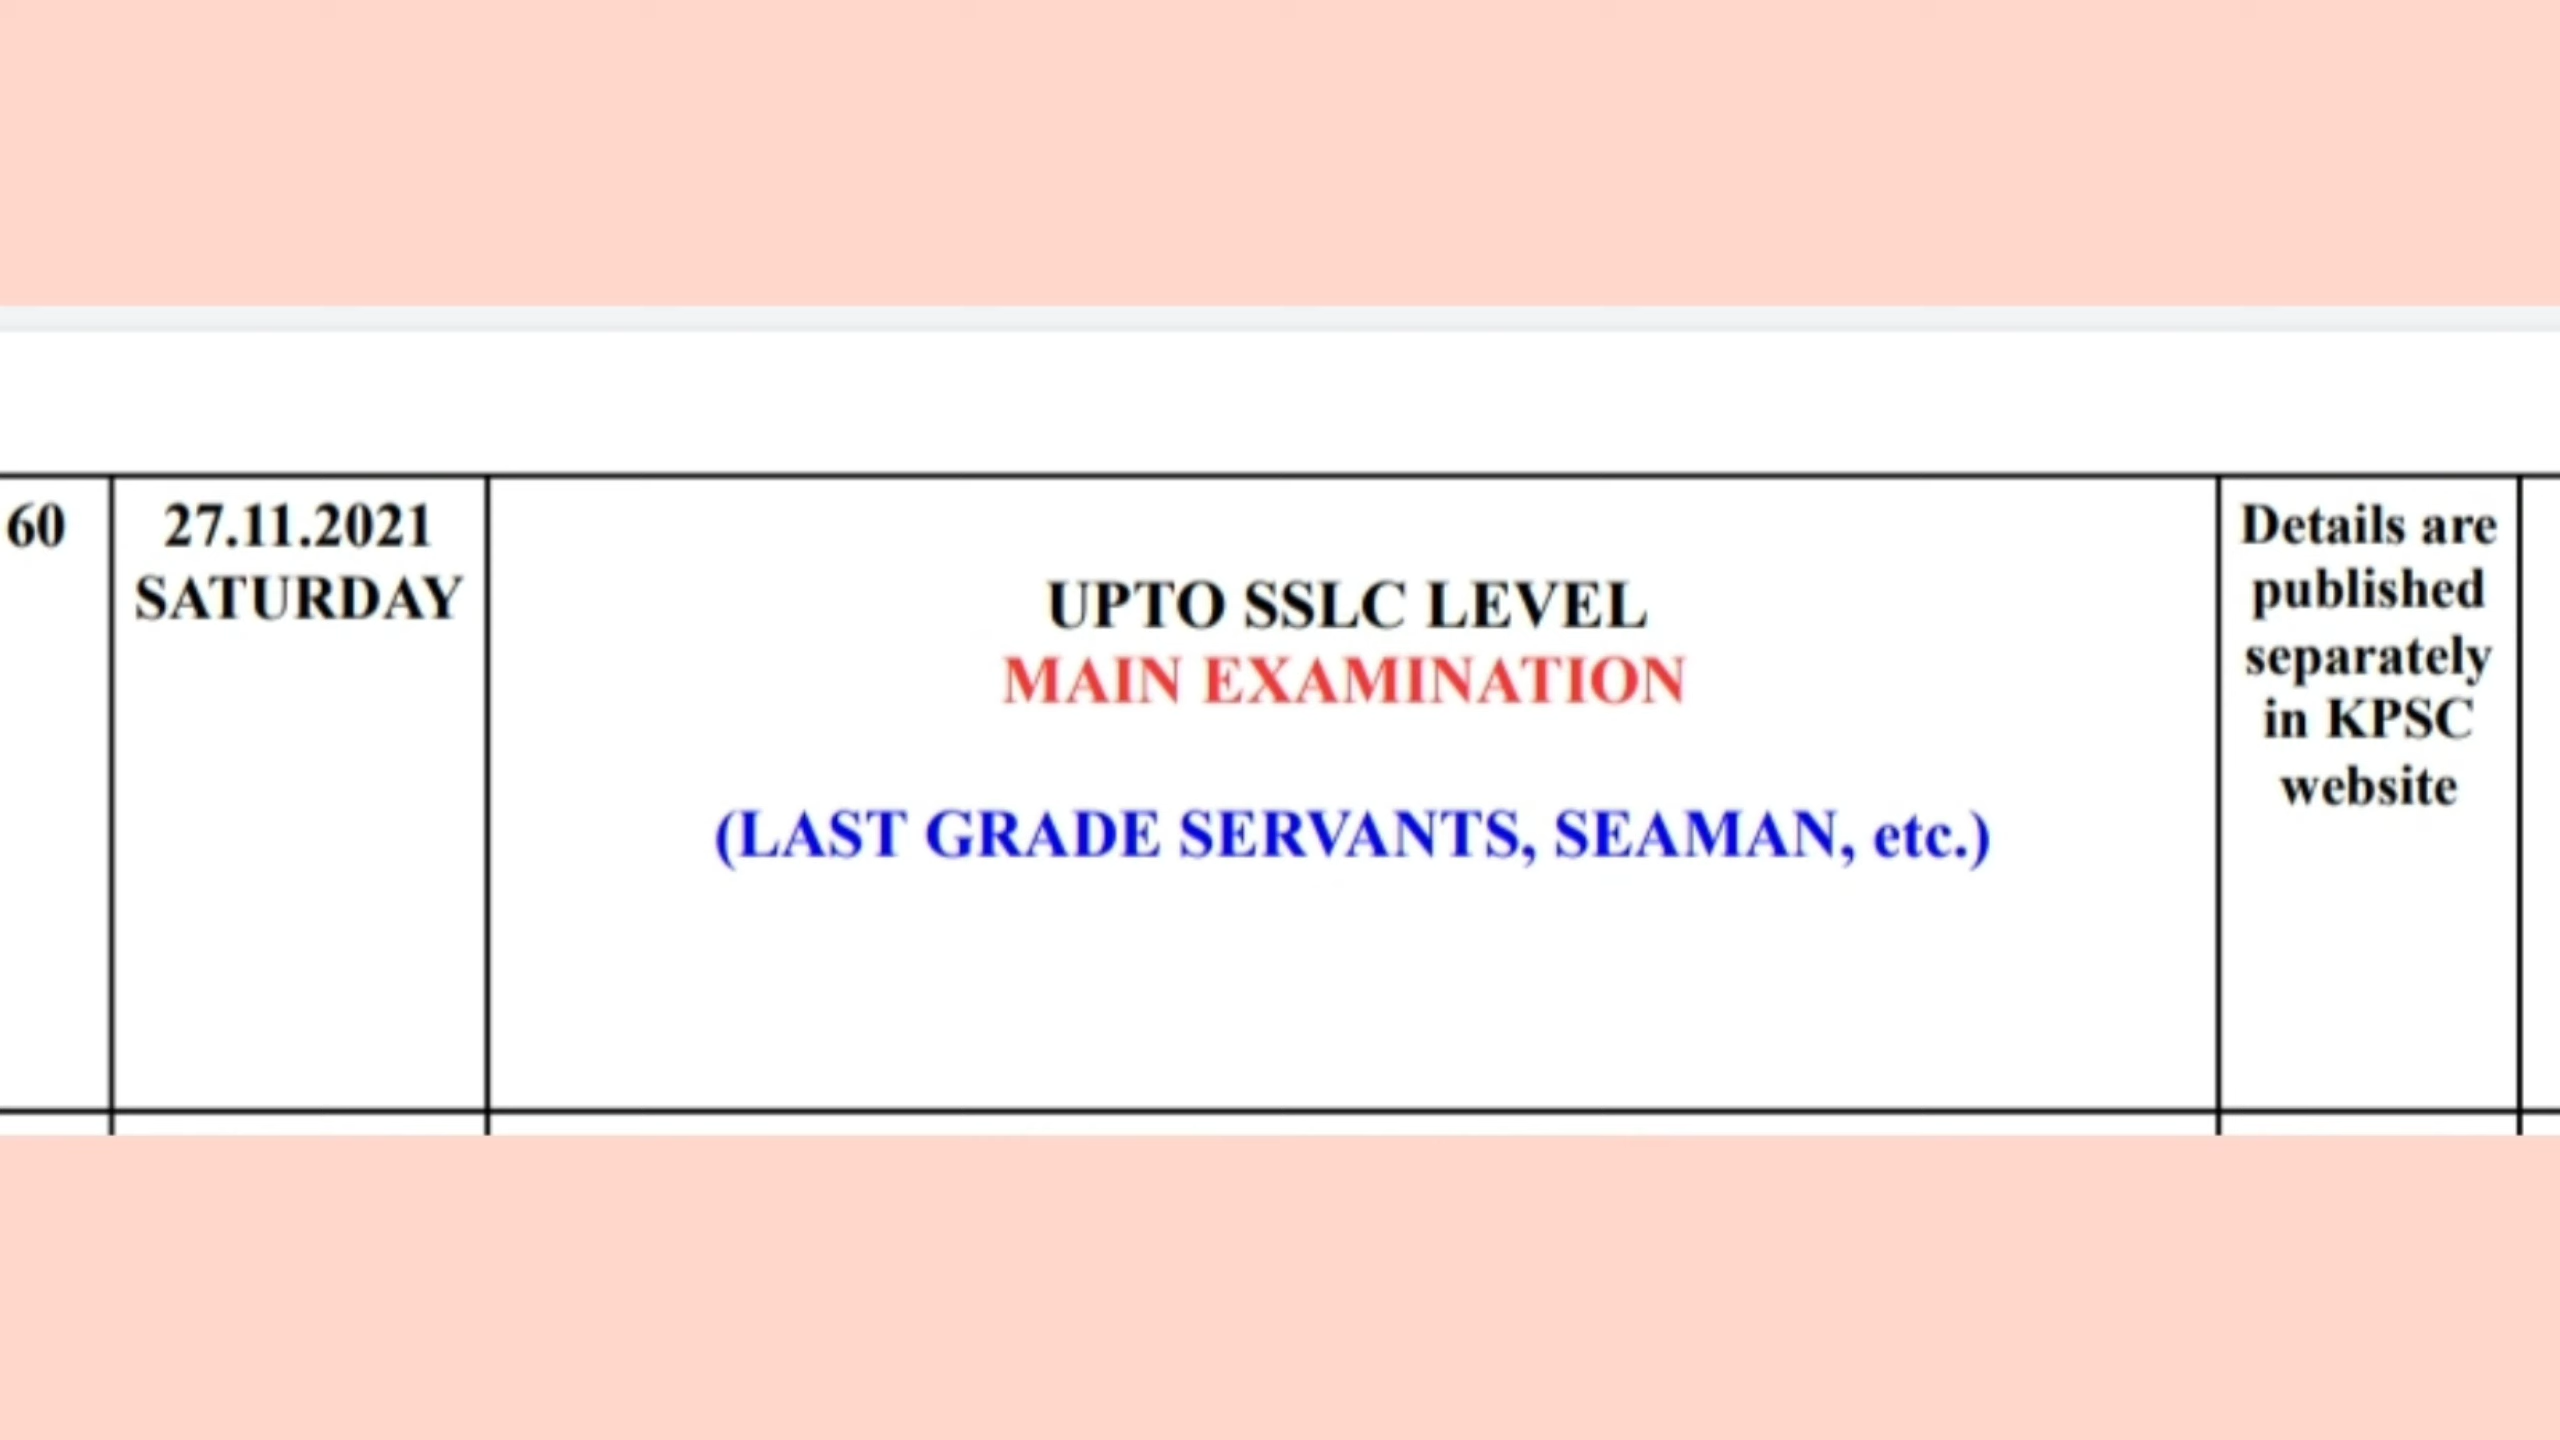 60
27.11.2021
SATURDAY
UPTO SSLC LEVEL
MAIN EXAMINATION
(LAST GRADE SERVANTS, SEAMAN, etc.)
Details are
published
separately
in KPSC
website